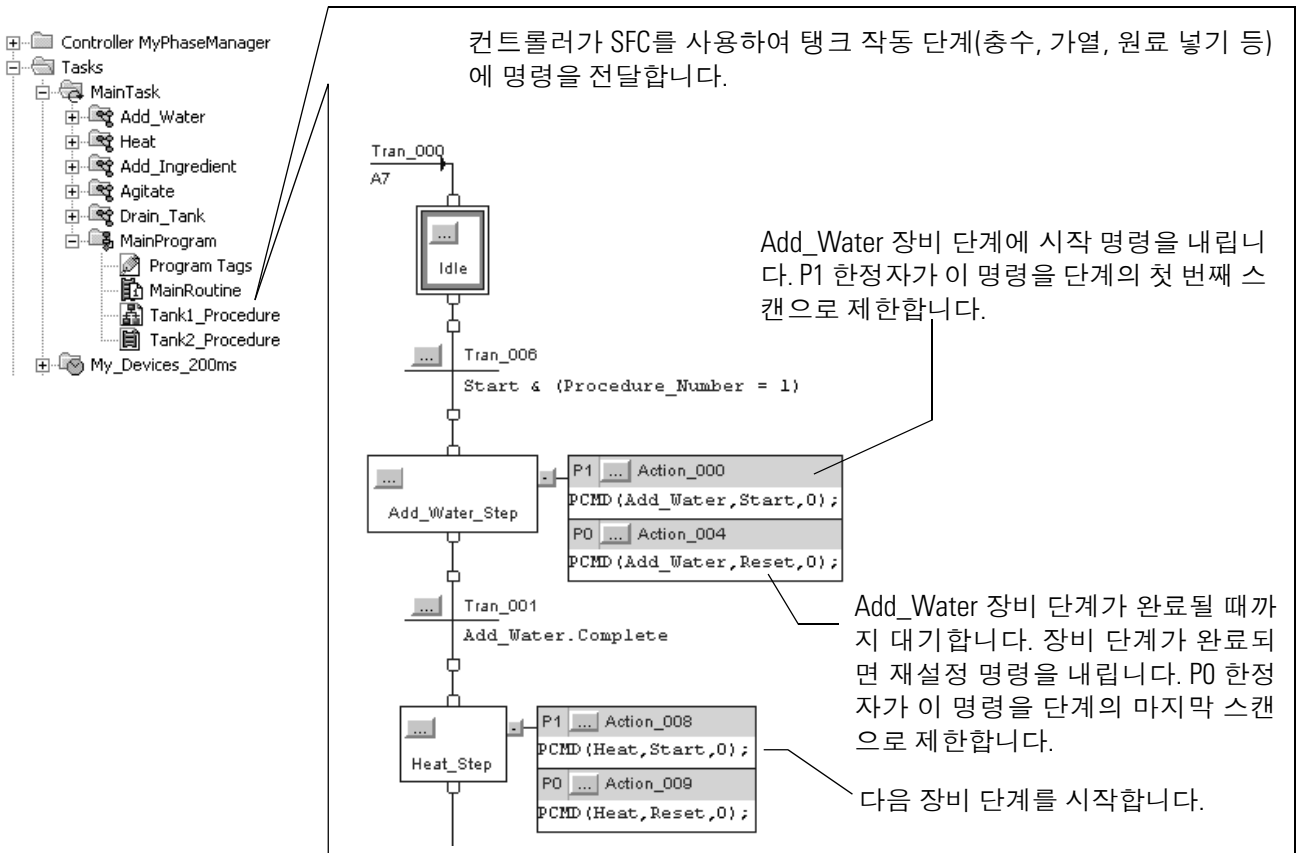 Controller MyPhaseManager
Tasks
MainTask
Add_Water
Heat
Add_Ingredient
Agitate
Drain_Tank
MainProgram
Program Tags
MainRoutine
Tank1_Procedure
Tank2_Procedure
My_Devices_200ms
컨트롤러가 SFC를 사용하여 탱크 작동 단계(충수, 가열, 원료 넣기 등)
에 명령을 전달합니다.
Tran_000
A7
...
Idle
Add_Water 장비 단계에 시작 명령을 내립니
다. P1 한정자가 이 명령을 단계의 첫 번째 스
캔으로 제한합니다.
... Tran_006
Start & (Procedure_Number = 1)
...
Add_Water_Step
P1 ... Action_000
PCMD(Add_Water,Start,0);
P0 ... Action_004
PCMD(Add_Water,Reset,0);
... Tran_001
Add_Water.Complete
Add_Water 장비 단계가 완료될 때까
지 대기합니다. 장비 단계가 완료되
면 재설정 명령을 내립니다. P0 한정
자가 이 명령을 단계의 마지막 스캔
으로 제한합니다.
...
Heat_Step
P1 ... Action_008
PCMD(Heat,Start,0);
P0 ... Action_009
PCMD(Heat,Reset,0);
다음 장비 단계를 시작합니다.